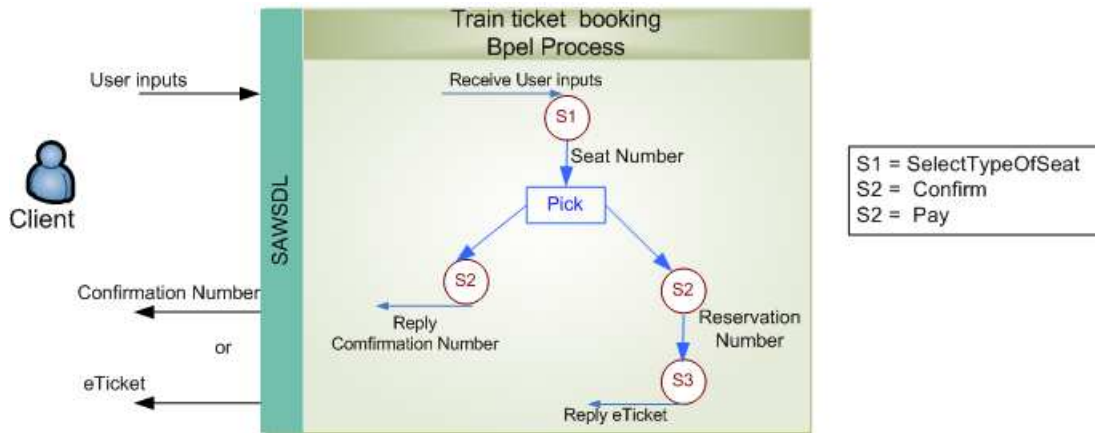 Train ticket booking
Bpel Process
User inputs
Receive User inputs
S1
Seat Number
Client
SAWSDL
Pick
S1 = SelectTypeOfSeat
S2 = Confirm
S2 = Pay
S2
S2
Confirmation Number
Reply
Comfirmation Number
Reservation
Number
or
S3
eTicket
Reply eTicket